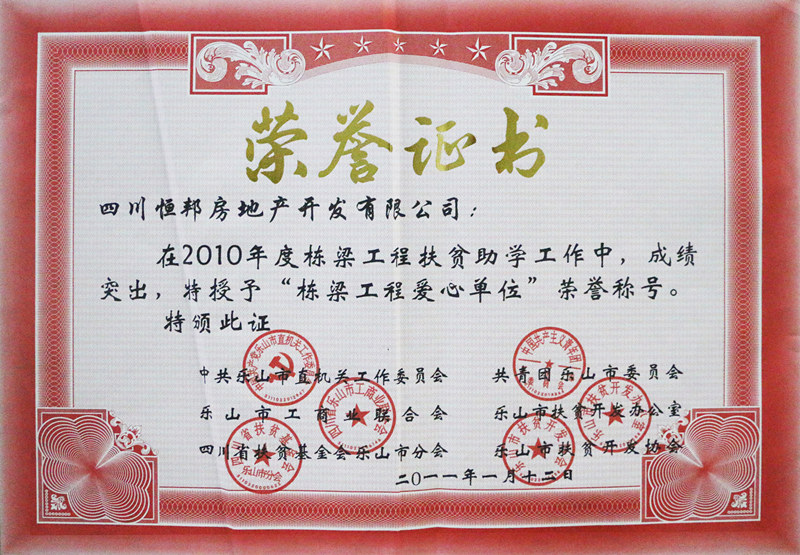 荣誉证书
四川恒邦房地产开发有限公司：
在2010年度栋梁工程扶贫助学工作中，成绩
突出，特授予“栋梁工程爱心单位”荣誉称号。
特颁此证
中共乐山市直机关工作委员会 共青团乐山市委员会
乐山市工商业联合会 乐山市扶贫开发办公室
四川省扶贫基金会乐山市分会 乐山市扶贫开发协会
二〇一一年一月十二日